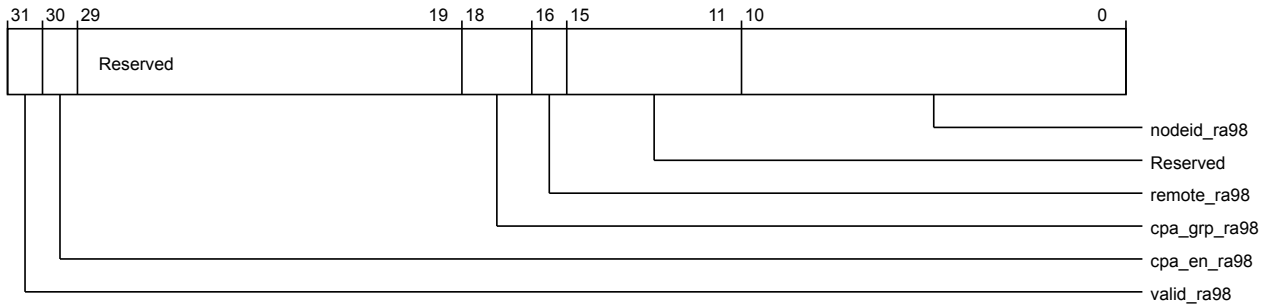 31 30 29 19 18 16 15 11 10 0
Reserved
nodeid_ra98
Reserved
remote_ra98
cpa_grp_ra98
cpa_en_ra98
valid_ra98